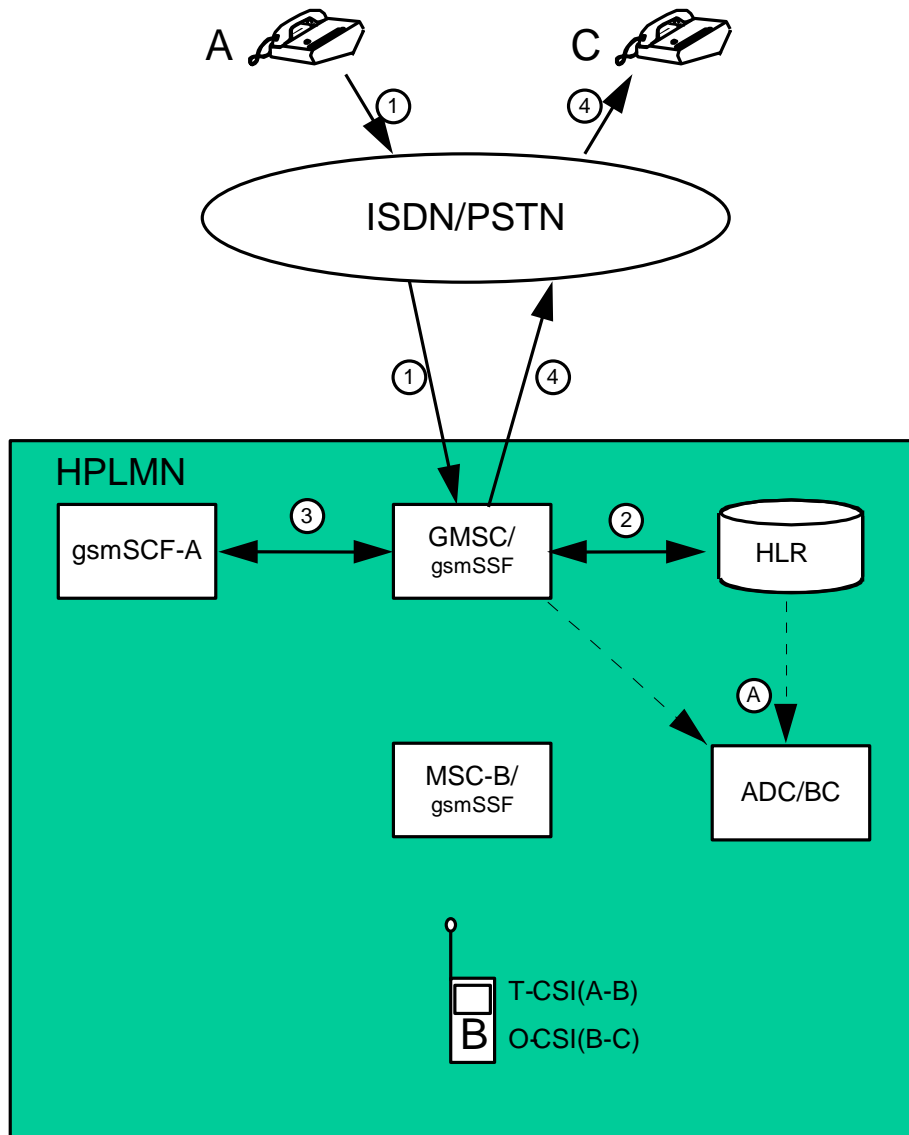 A
C
1
4
ISDN/PSTN
1
4
HPLMN
gsmSCF-A
3
GMSC/
gsmSSF
2
HLR
A
MSC-B/
gsmSSF
ADC/BC
T-CSI(A-B)
B
O-CSI(B-C)